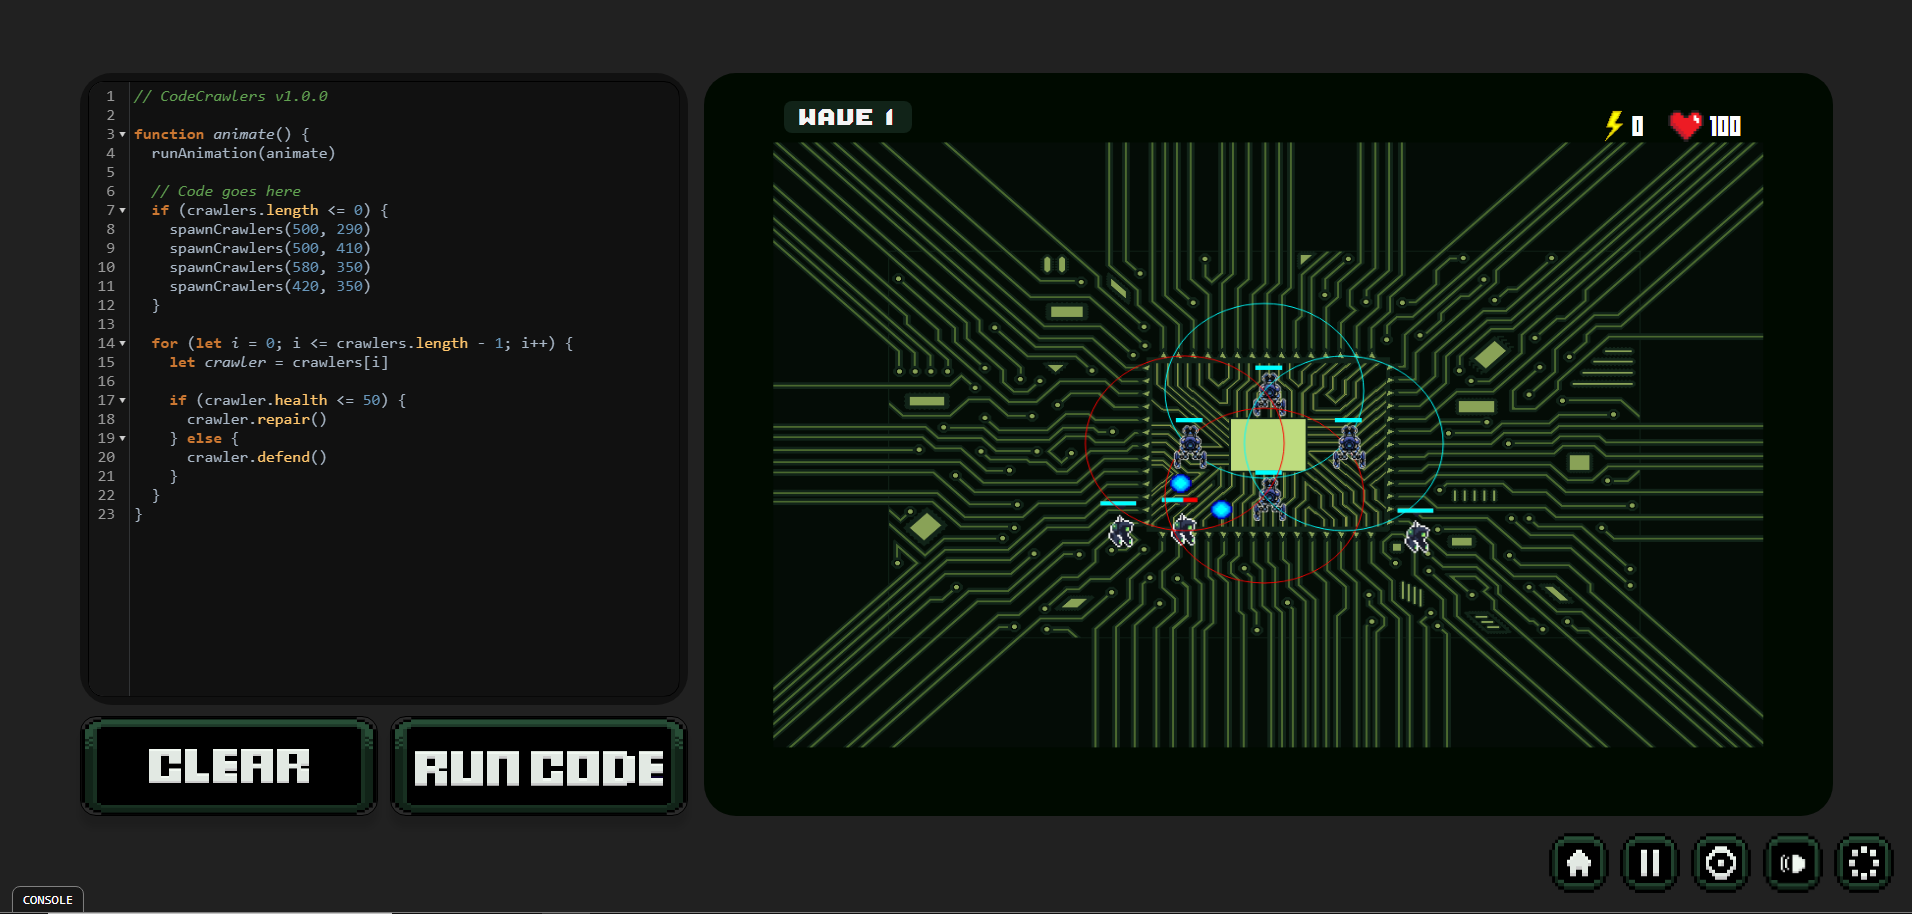 1 // CodeCrawlers v1.0.0
2
3 function animate() {
4 runAnimation(animate)
5
6 // Code goes here
7 if (crawlers.length <= 0) {
8 spawnCrawlers(500, 290)
9 spawnCrawlers(500, 410)
10 spawnCrawlers(580, 350)
11 spawnCrawlers(420, 350)
12 }
13
14 for (let i = 0; i <= crawlers.length - 1; i++) {
15 let crawler = crawlers[i]
16
17 if (crawler.health <= 50) {
18 crawler.repair()
19 } else {
20 crawler.defend()
21 }
22 }
23 }
CLEAR
RUN CODE
WAVE 1
0
100
CONSOLE